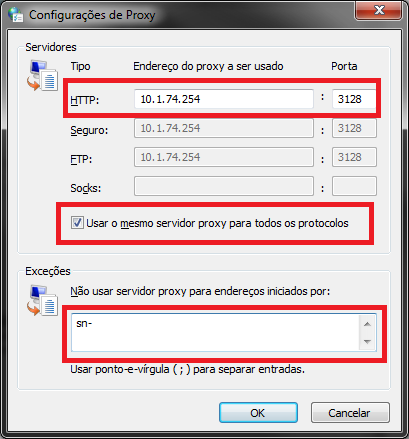 Configurações de Proxy
Servidores
Tipo Endereço do proxy a ser usado Porta
HTTP: 10.1.74.254 : 3128
Seguro: 10.1.74.254 : 3128
FTP: 10.1.74.254 : 3128
Socks: :
Usar o mesmo servidor proxy para todos os protocolos
Exceções
Não usar servidor proxy para endereços iniciados por:
sn-
Usar ponto-e-vírgula ( ; ) para separar entradas.
OK Cancelar